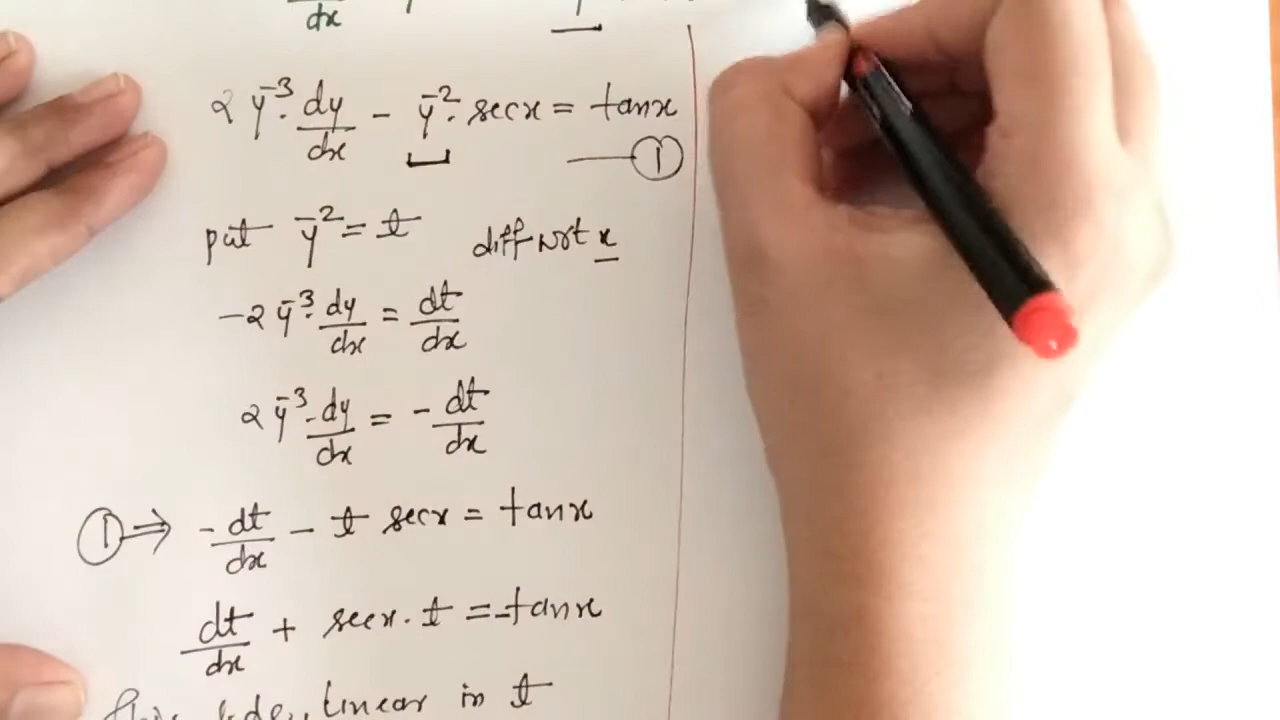 dx
2 y⁻³. dy/dx - y⁻². secx = tanx
— ①
put y⁻² = t diff wrt x
-2 y⁻³. dy/dx = dt/dx
2 y⁻³. dy/dx = - dt/dx
① ⇒ - dt/dx - t secx = tanx
dt/dx + secx. t = -tanx
linear in t